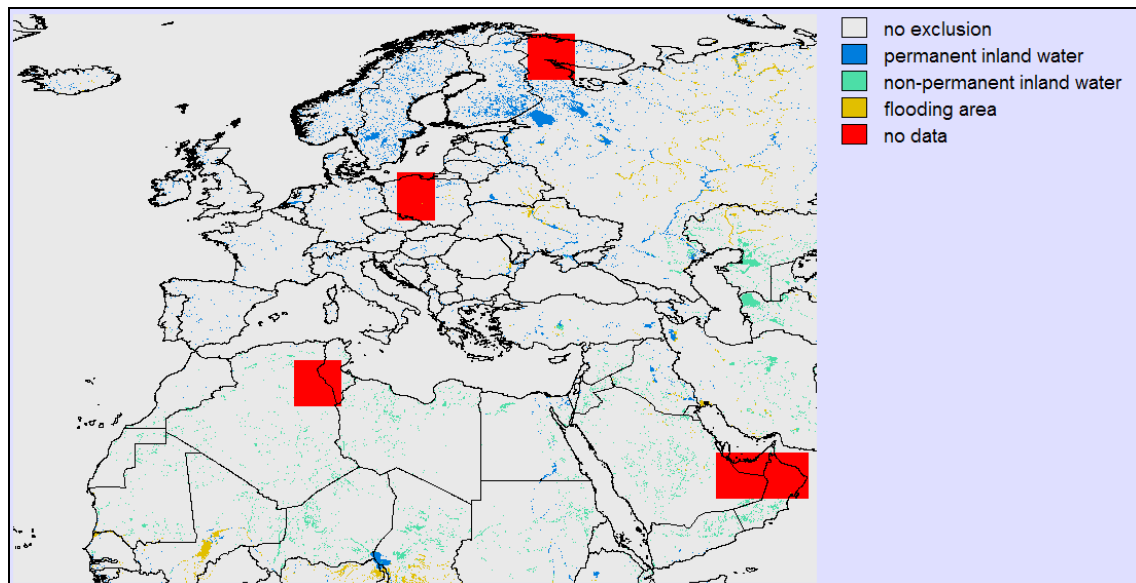 no exclusion
permanent inland water
non-permanent inland water
flooding area
no data